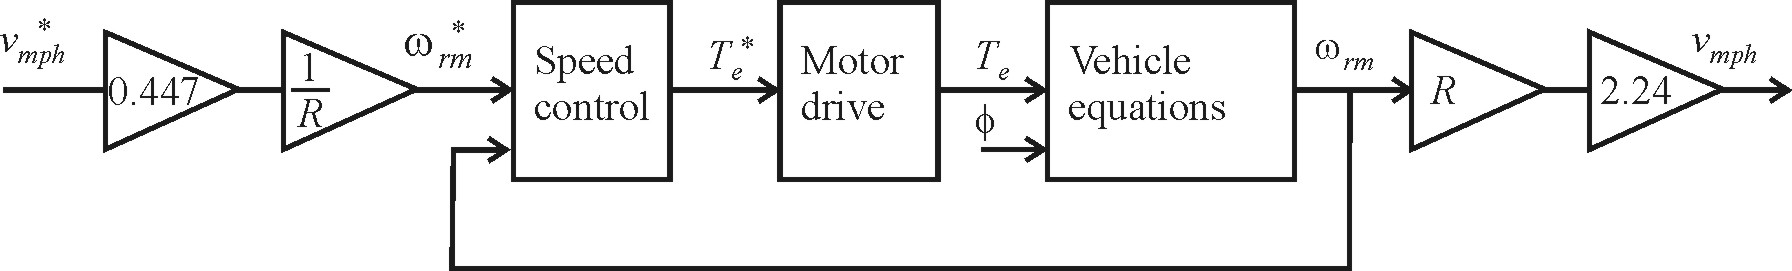 v*mph
0.447
1
R
ω*rm
Speed
control
T*e
Motor
drive
Te
ϕ
Vehicle
equations
ωrm
R
2.24
vmph